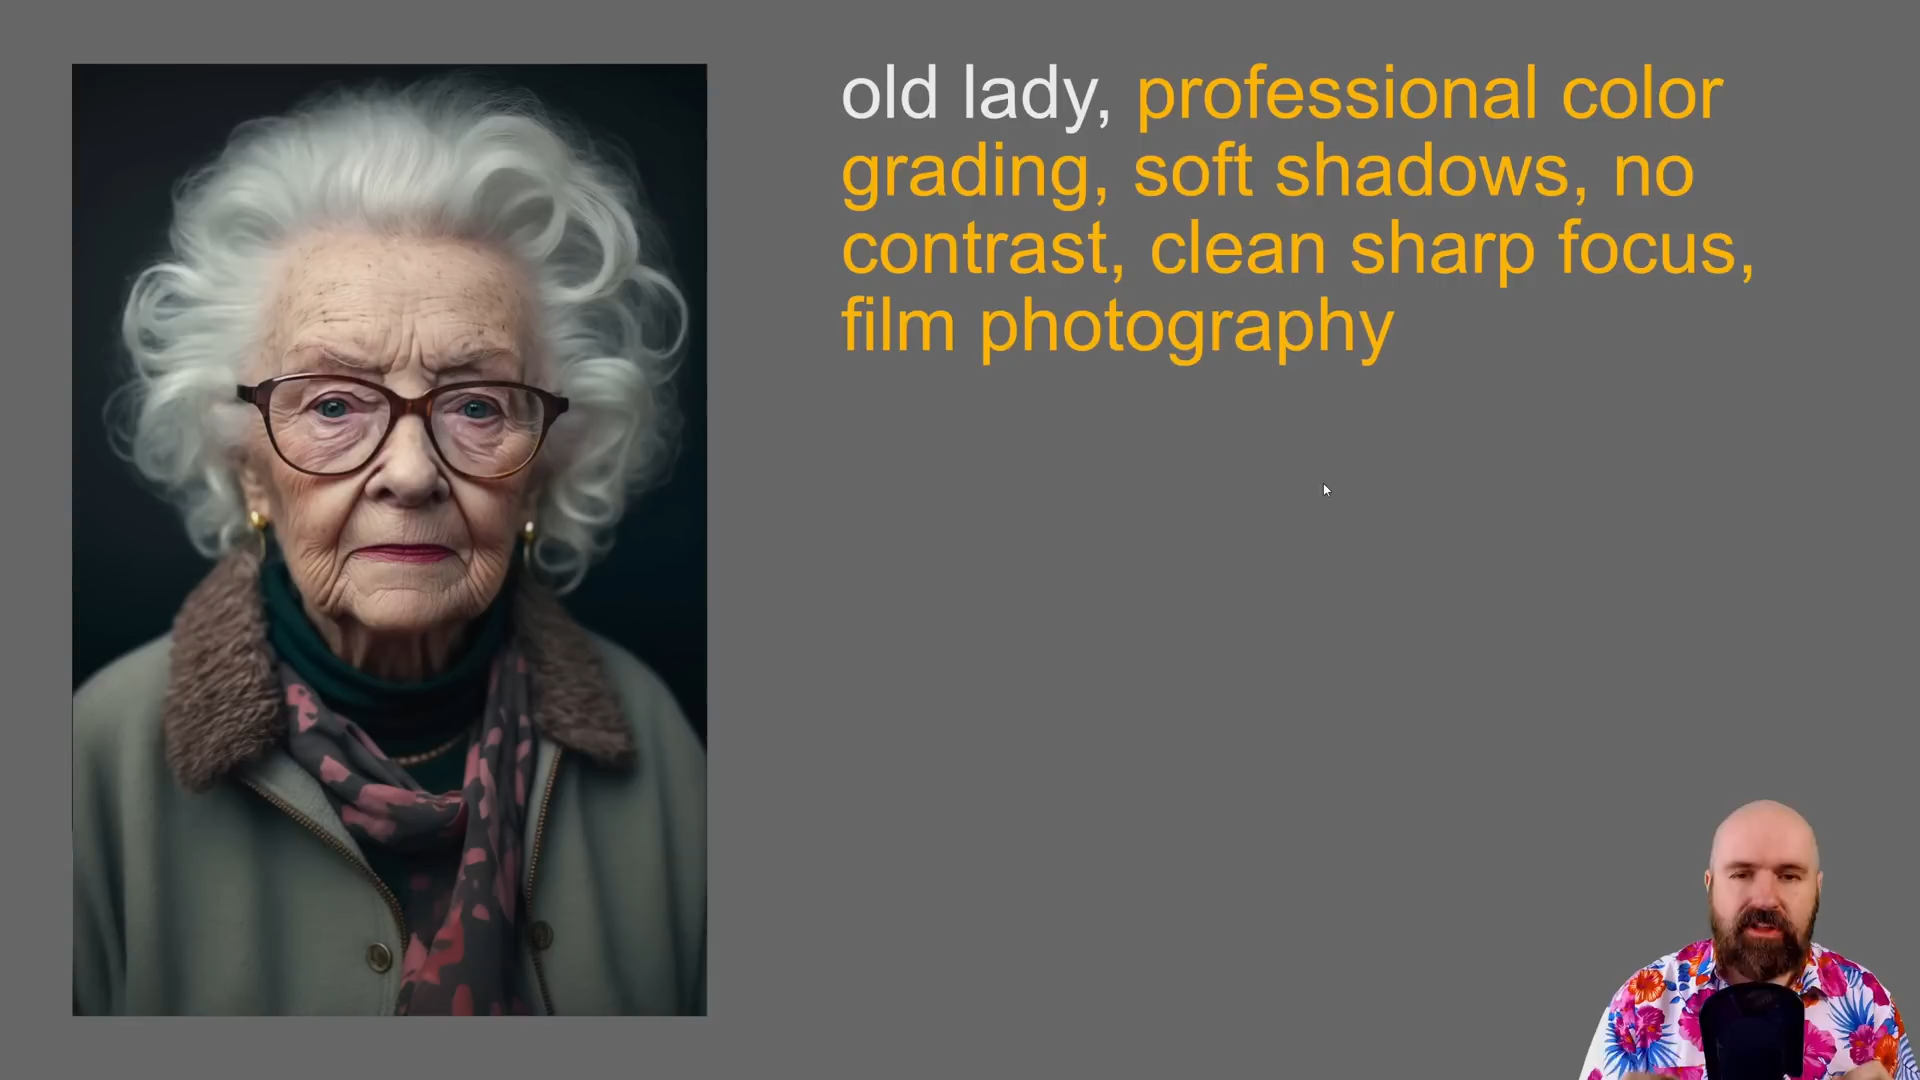 old lady, professional color
grading, soft shadows, no
contrast, clean sharp focus,
film photography